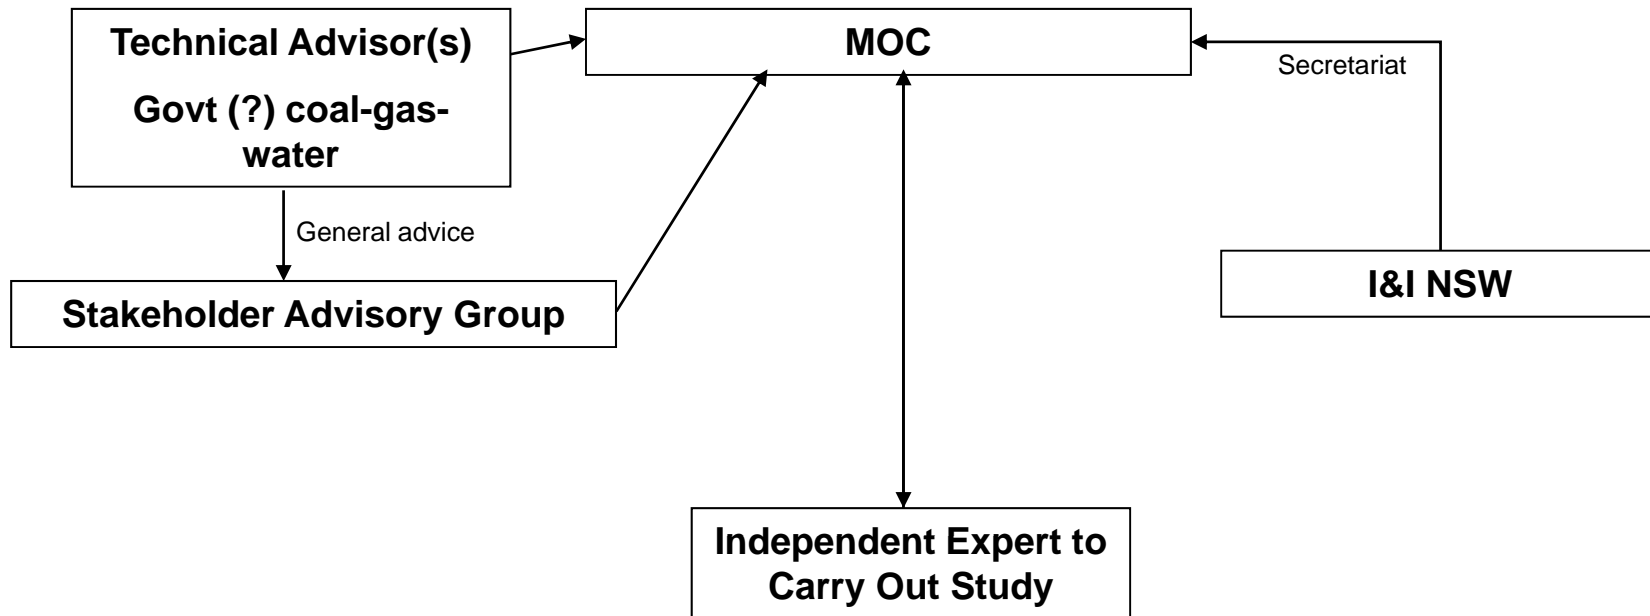 Technical Advisor(s)
Govt (?) coal-gas-
water
MOC
Secretariat
General advice
Stakeholder Advisory Group
I&I NSW
Independent Expert to
Carry Out Study